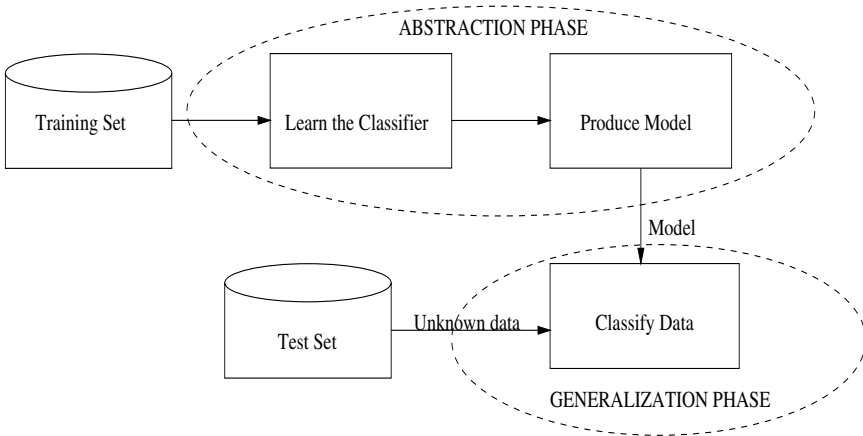 ABSTRACTION PHASE
Training Set
Learn the Classifier
Produce Model
Model
Unknown data
Classify Data
Test Set
GENERALIZATION PHASE